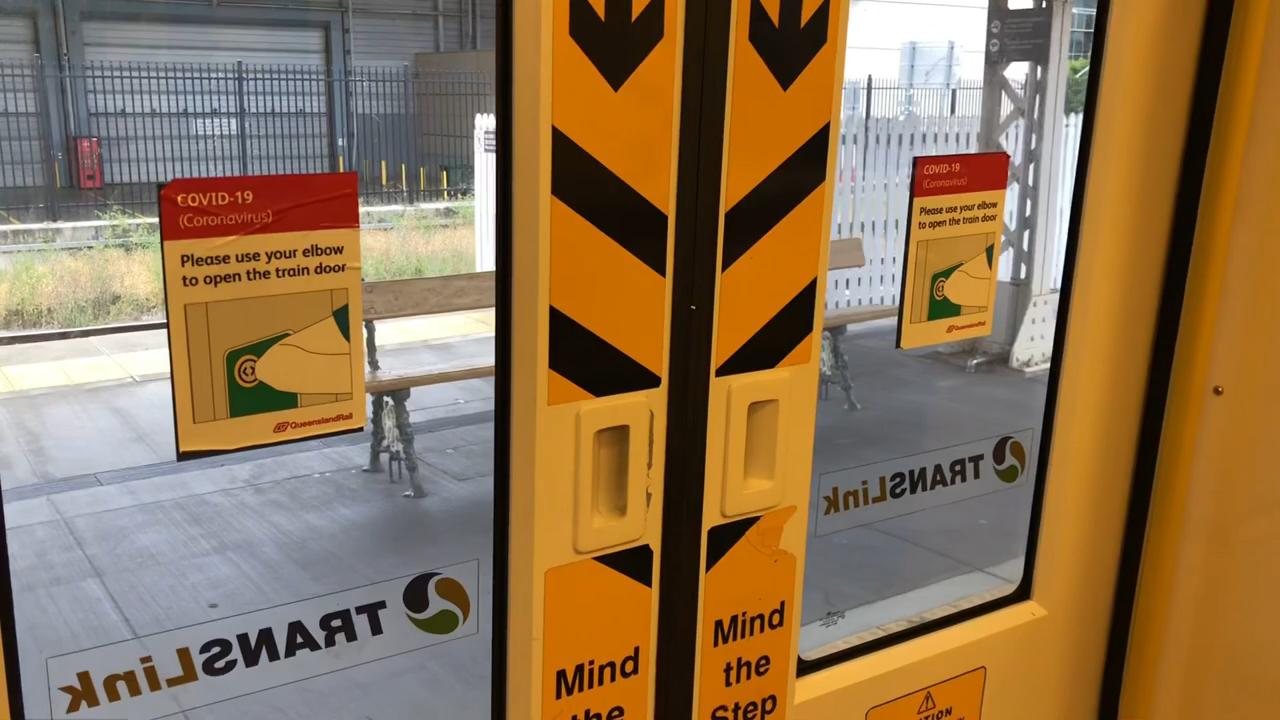 COVID-19
(Coronavirus)
Please use your elbow
to open the train door
QueenslandRail
TRANSLink
Mind
the
Mind
the
Step
COVID-19
(Coronavirus)
Please use your elbow
to open the train door
QueenslandRail
TRANSLink